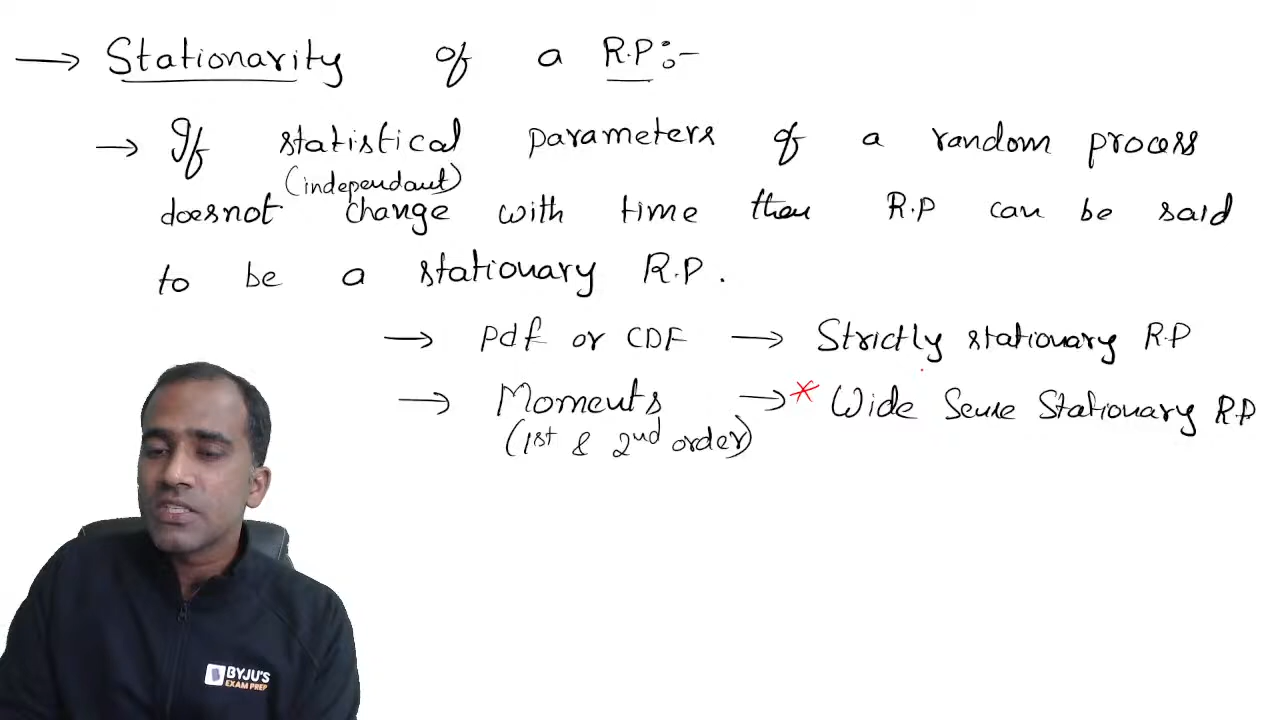 → Stationarity of a R.P:-
→ If statistical parameters of a random process
(independant)
doesnot change with time then R.P can be said
to be a stationary R.P.
→ Pdf or CDF → Strictly stationary R.P
→ Moments → * Wide Sense Stationary R.P
(1st & 2nd order)
BYJU'S
EXAM PREP